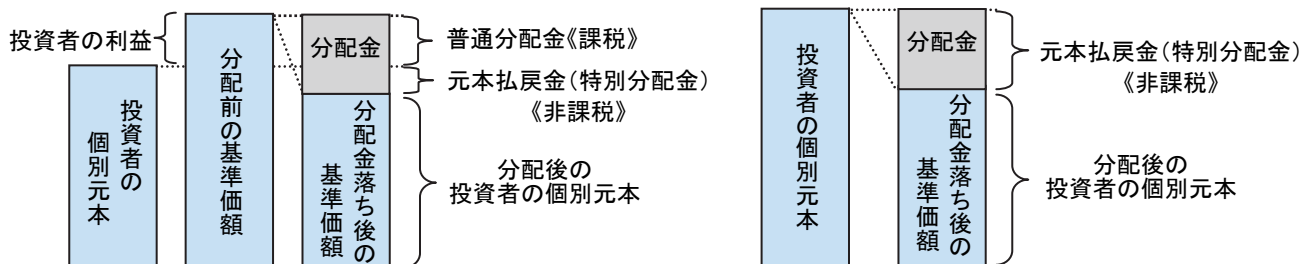 投資者の利益
投資者の
個別元本
分配前の基準価額
分配金
分配金落ち後の
基準価額
普通分配金《課税》
元本払戻金(特別分配金)
《非課税》
分配後の
投資者の個別元本
投資者の個別元本
分配金
分配金落ち後の
基準価額
元本払戻金(特別分配金)
《非課税》
分配後の
投資者の個別元本